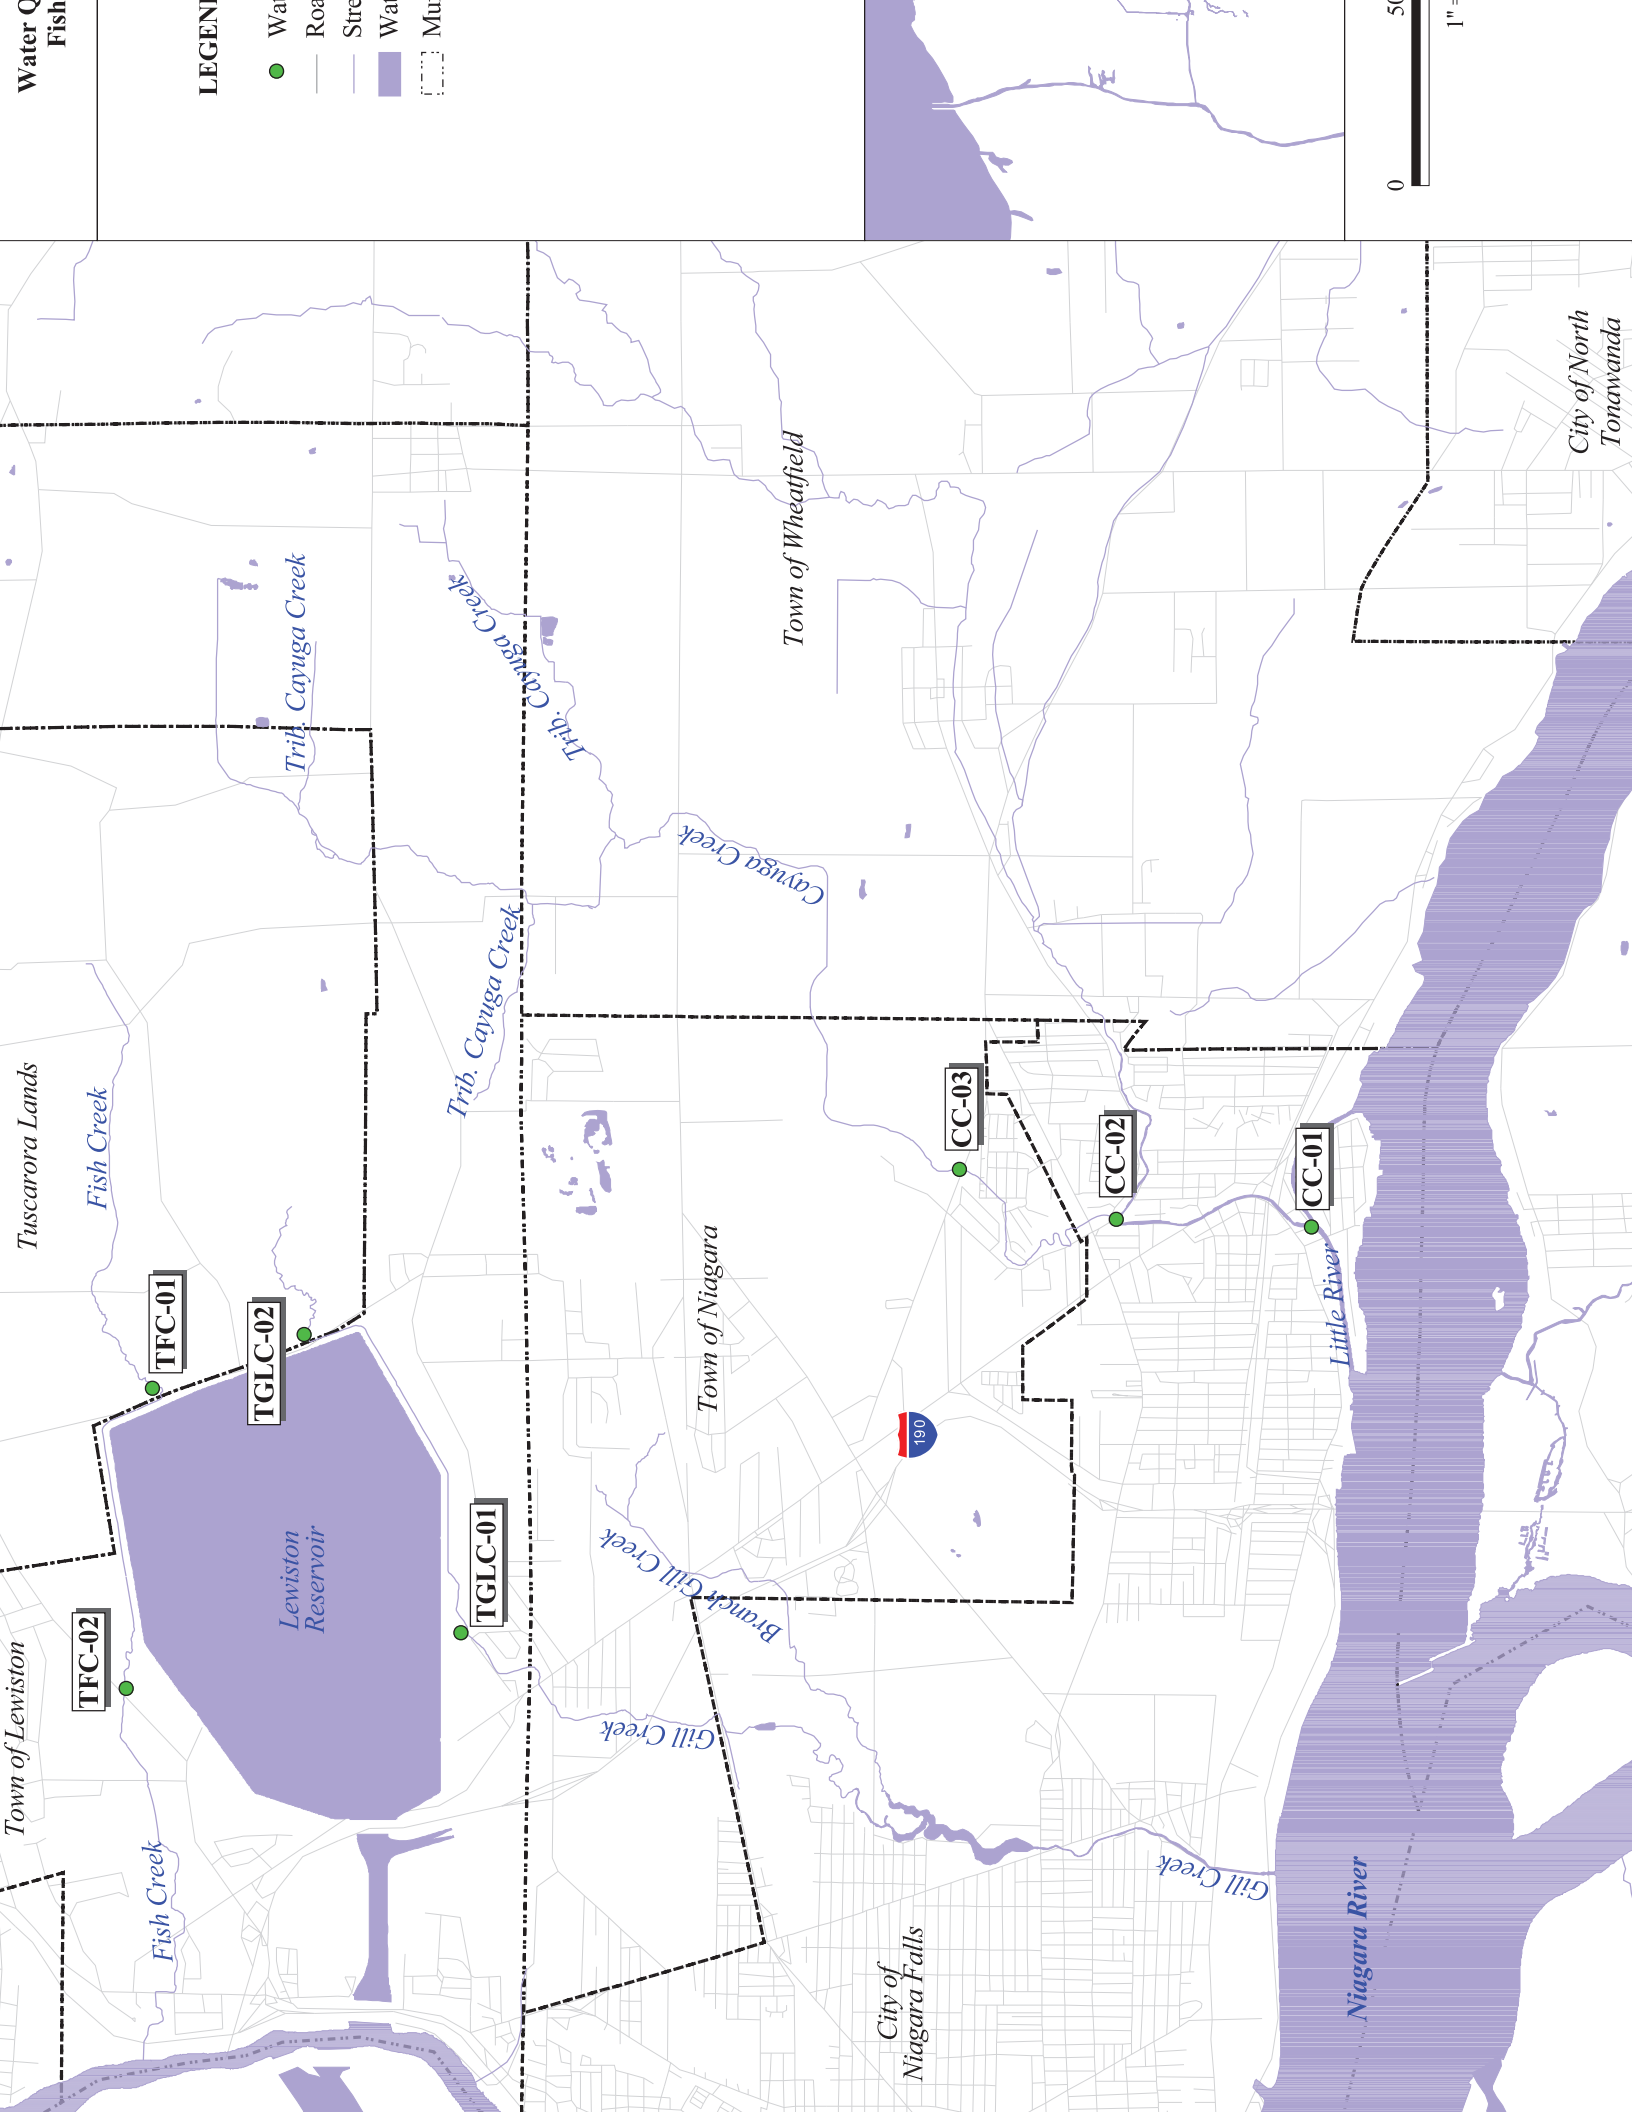 Water Q
Fish
LEGEN
Wat
Roa
Stre
Wat
Mu
0
50
1" =
Town of Lewiston
Tuscarora Lands
Fish Creek
Fish Creek
TFC-02
TFC-01
TGLC-02
TGLC-01
Lewiston
Reservoir
Trib. Cayuga Creek
Trib. Cayuga Creek
Trib. Cayuga Creek
Cayuga Creek
Town of Wheatfield
Town of Niagara
Branch Gill Creek
Gill Creek
Gill Creek
190
CC-03
CC-02
CC-01
Little River
City of
Niagara Falls
Niagara River
City of North
Tonawanda